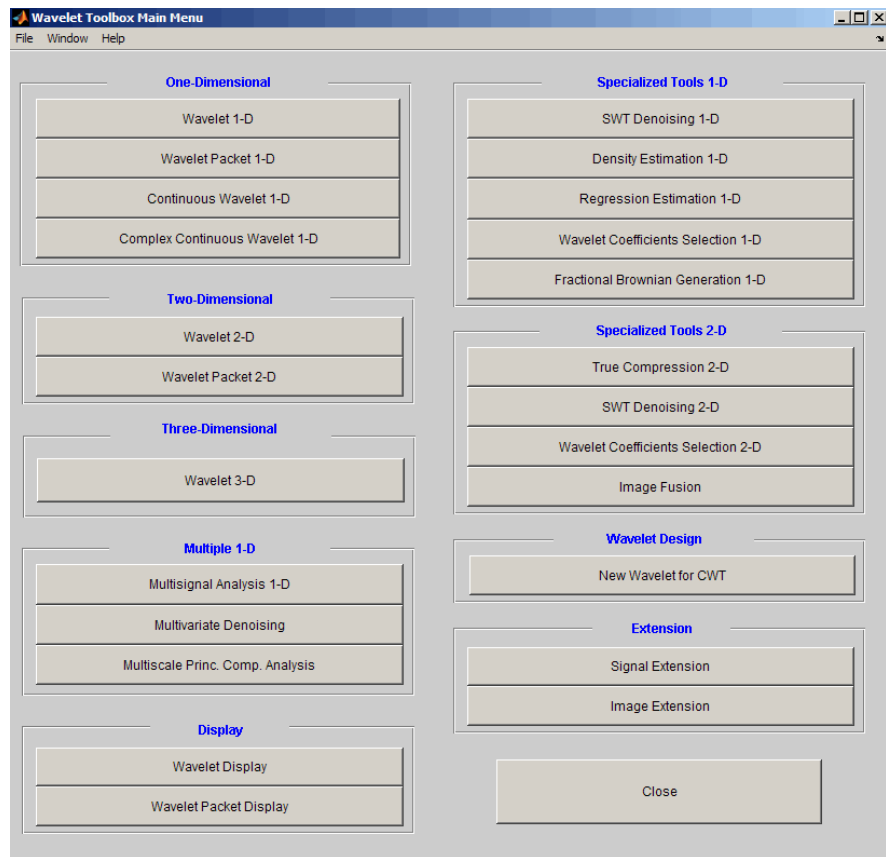 Wavelet Toolbox Main Menu
File Window Help
One-Dimensional
Wavelet 1-D
Wavelet Packet 1-D
Continuous Wavelet 1-D
Complex Continuous Wavelet 1-D
Two-Dimensional
Wavelet 2-D
Wavelet Packet 2-D
Three-Dimensional
Wavelet 3-D
Multiple 1-D
Multisignal Analysis 1-D
Multivariate Denoising
Multiscale Princ. Comp. Analysis
Display
Wavelet Display
Wavelet Packet Display
Specialized Tools 1-D
SWT Denoising 1-D
Density Estimation 1-D
Regression Estimation 1-D
Wavelet Coefficients Selection 1-D
Fractional Brownian Generation 1-D
Specialized Tools 2-D
True Compression 2-D
SWT Denoising 2-D
Wavelet Coefficients Selection 2-D
Image Fusion
Wavelet Design
New Wavelet for CWT
Extension
Signal Extension
Image Extension
Close